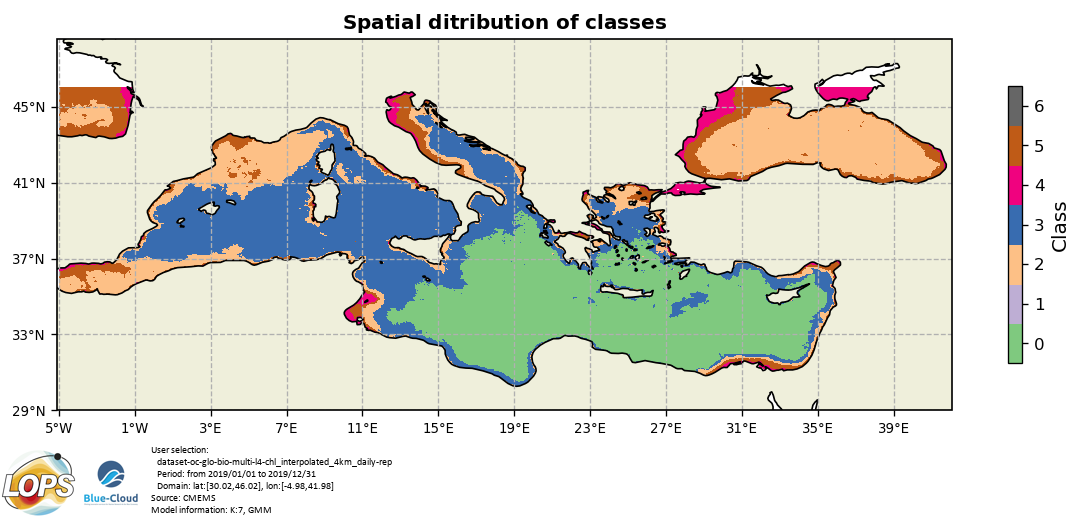 Spatial ditribution of classes
45°N
41°N
37°N
33°N
29°N
5°W 1°W 3°E 7°E 11°E 15°E 19°E 23°E 27°E 31°E 35°E 39°E
6
5
4
3
2
1
0
Class
LOPS
Blue-Cloud
User selection:
dataset-oc-glo-bio-multi-l4-chl_interpolated_4km_daily-rep
Period: from 2019/01/01 to 2019/12/31
Domain: lat:[30.02,46.02], lon:[-4.98,41.98]
Source: CMEMS
Model information: K:7, GMM